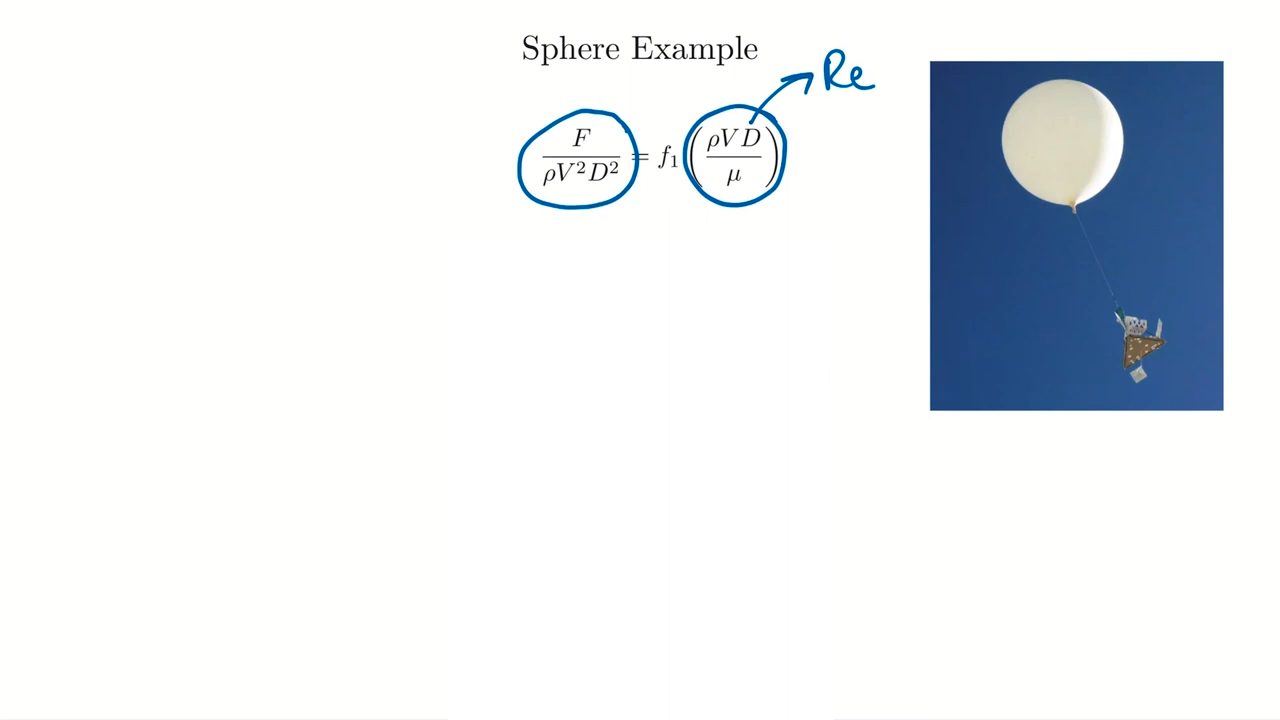 Sphere Example
Re
F / ρV²D² = f₁ (ρVD / μ)